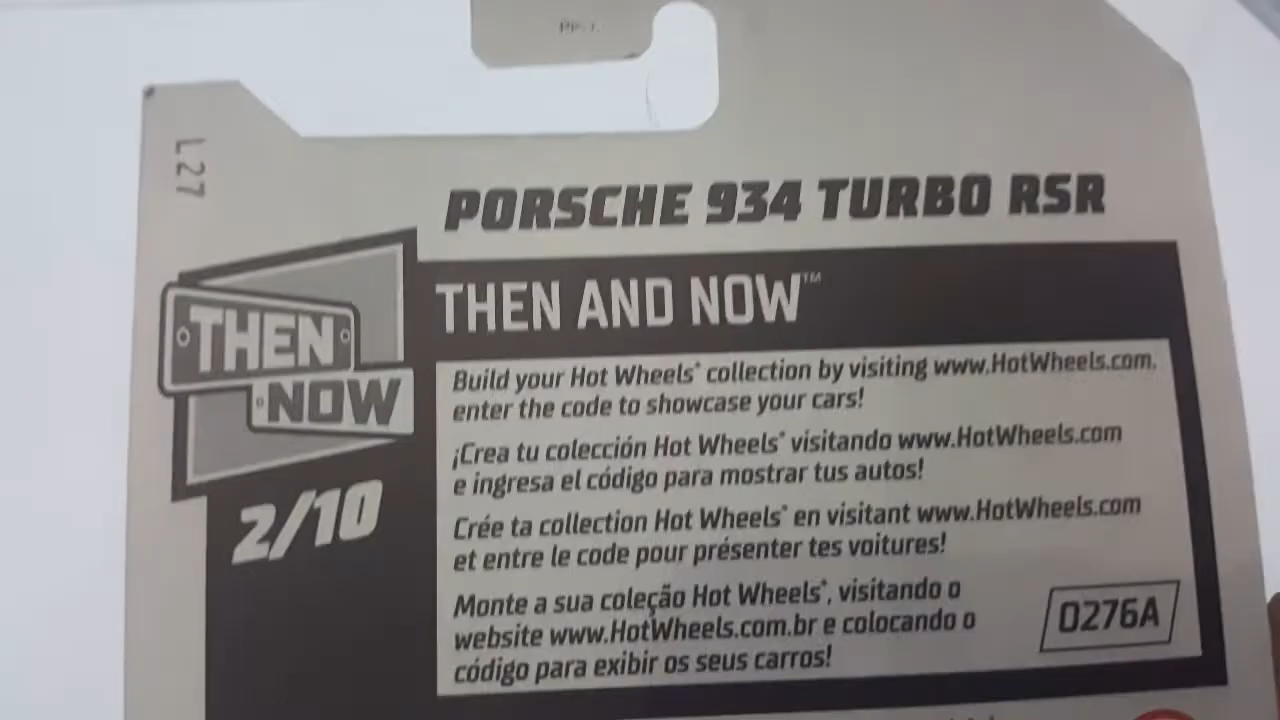 L27
PORSCHE 934 TURBO RSR
THEN
NOW
2/10
THEN AND NOW™
Build your Hot Wheels® collection by visiting www.HotWheels.com,
enter the code to showcase your cars!
¡Crea tu colección Hot Wheels® visitando www.HotWheels.com
e ingresa el código para mostrar tus autos!
Crée ta collection Hot Wheels® en visitant www.HotWheels.com
et entre le code pour présenter tes voitures!
Monte a sua coleção Hot Wheels®, visitando o
website www.HotWheels.com.br e colocando o
código para exibir os seus carros!
0276A